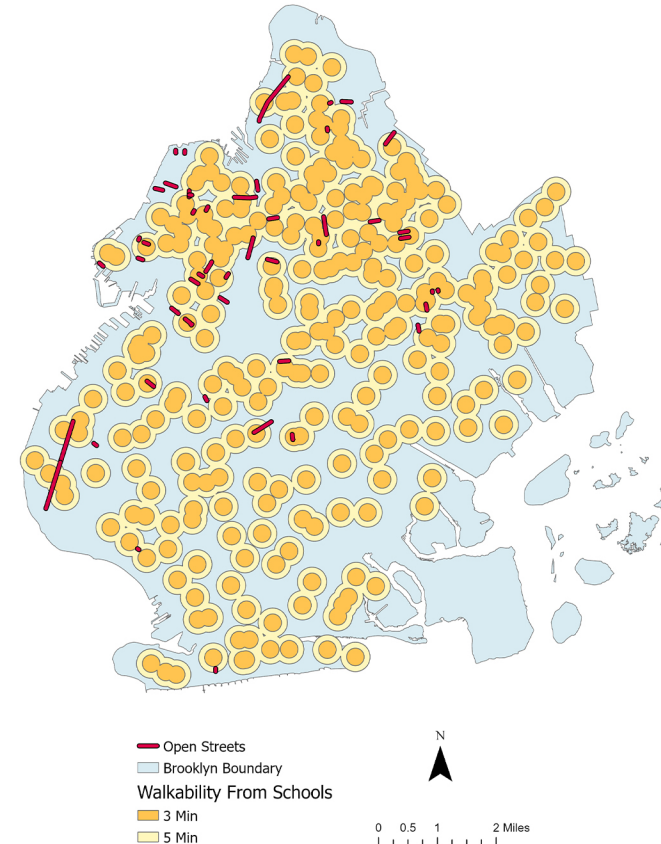 Open Streets
Brooklyn Boundary
Walkability From Schools
3 Min
5 Min
N
0 0.5 1 2 Miles